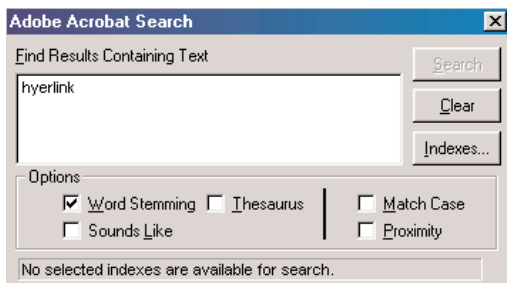 Adobe Acrobat Search
Find Results Containing Text
Search
hyerlink
Clear
Indexes...
Options
Word Stemming Thesaurus Match Case
Sounds Like Proximity
No selected indexes are available for search.